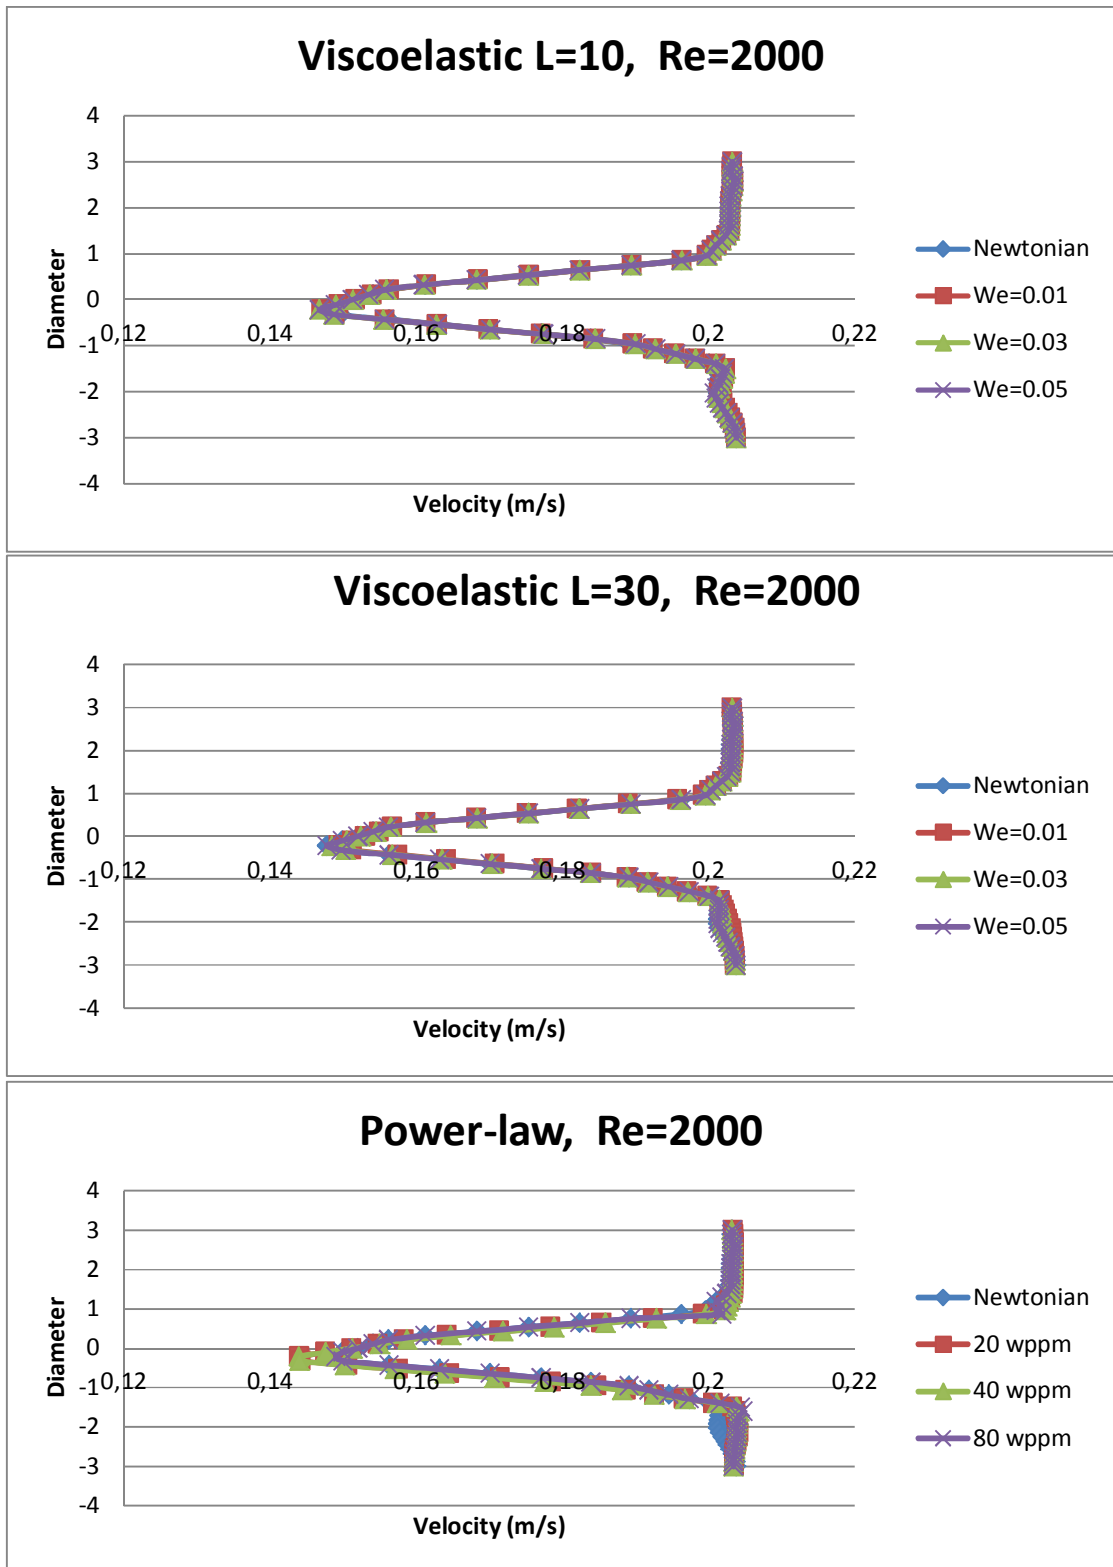 Viscoelastic L=10,  Re=2000
4
3
2
1
0
-1
-2
-3
-4
0,12
0,14
0,16
0,18
0,2
0,22
Diameter
Velocity (m/s)
Newtonian
We=0.01
We=0.03
We=0.05
Viscoelastic L=30,  Re=2000
4
3
2
1
0
-1
-2
-3
-4
0,12
0,14
0,16
0,18
0,2
0,22
Diameter
Velocity (m/s)
Newtonian
We=0.01
We=0.03
We=0.05
Power-law,  Re=2000
4
3
2
1
0
-1
-2
-3
-4
0,12
0,14
0,16
0,18
0,2
0,22
Diameter
Velocity (m/s)
Newtonian
20 wppm
40 wppm
80 wppm